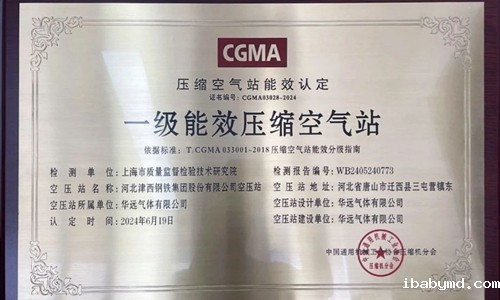 CGMA
压缩空气站能效认定
证书编号：CGMA03028-2024
一级能效压缩空气站
依据标准：T/CGMA 033001-2018 压缩空气站能效分级指南
检测单位：上海市质量监督检验技术研究院 检测报告编号：WB2405240773
空压站名称：河北津西钢铁集团股份有限公司空压站 空压站地址：河北省唐山市迁西县三屯营镇东
空压站所属单位：华远气体有限公司 空压站设计单位：华远气体有限公司
认定时间：2024年6月19日 空压站建设单位：华远气体有限公司
中国通用机械工业协会压缩机分会
压缩机分会
ibabymd.com